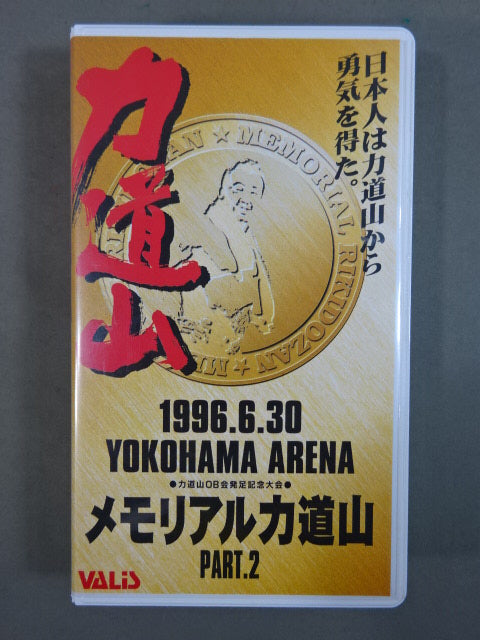 日本人は力道山から
勇気を得た。
力道山
MEMORIAL RIKIDOZAN
1996.6.30
YOKOHAMA ARENA
●力道山OB会発足記念大会●
メモリアル力道山
PART.2
VALIS